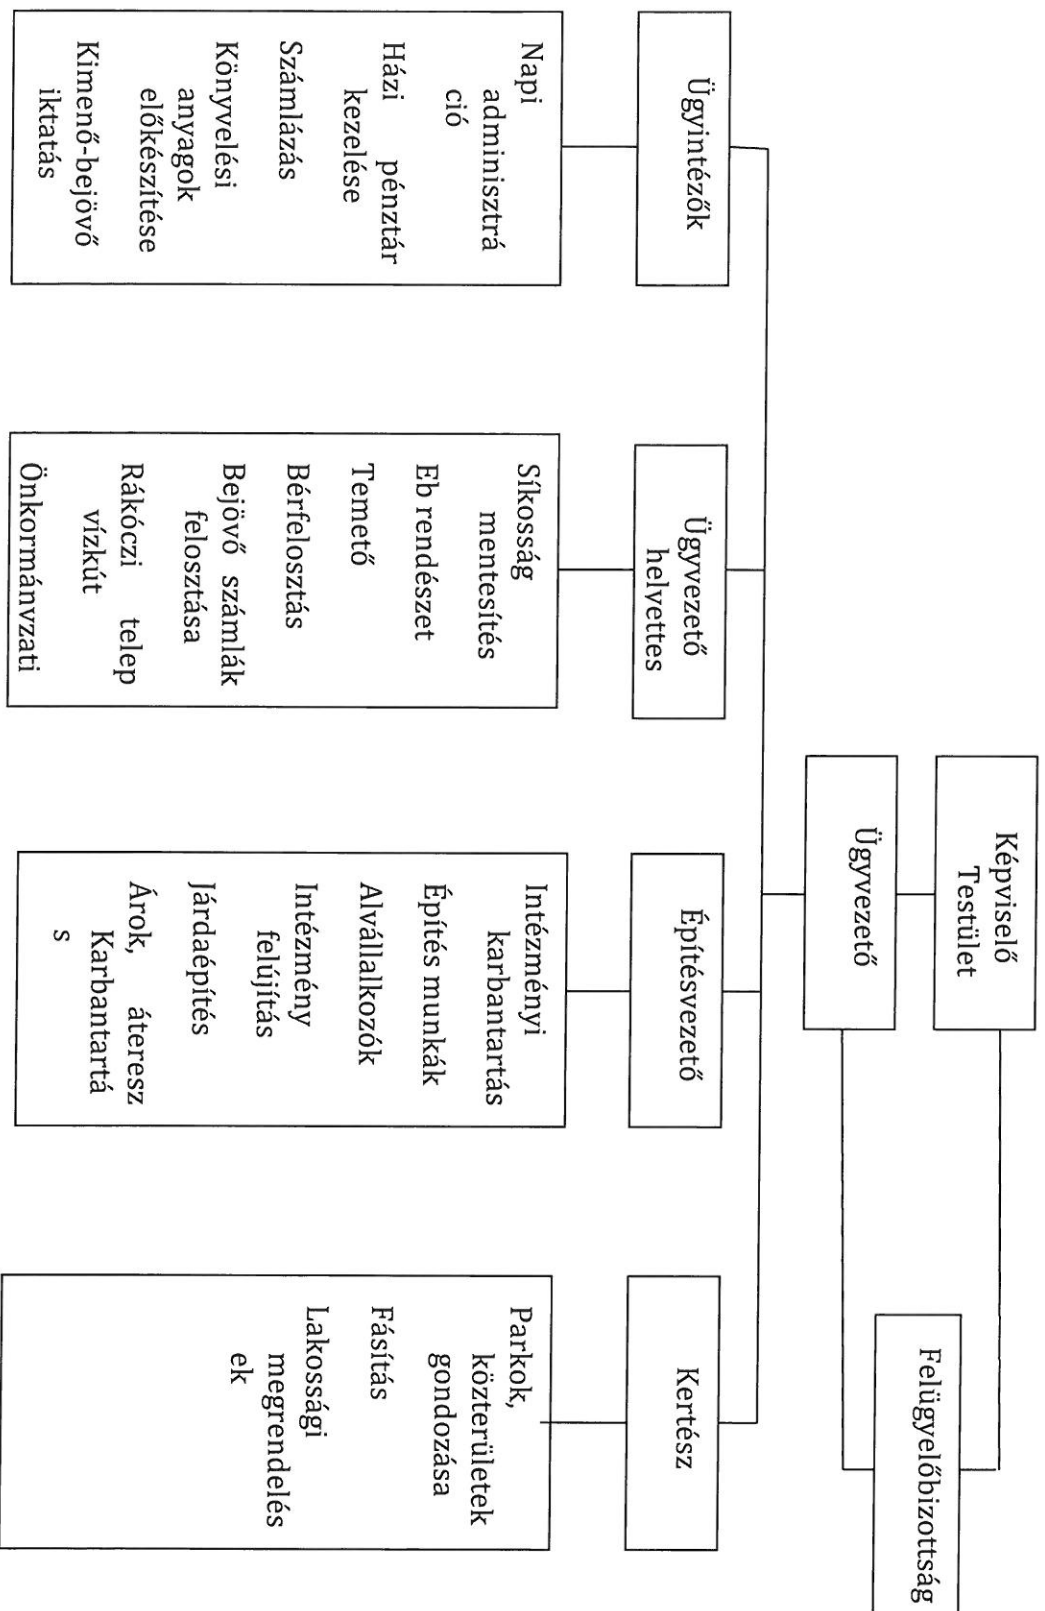 Képviselő
Testület
Felügyelőbizottság
Ügyvezető
Ügyintézők
Ügyvezető
helyettes
Építésvezető
Kertész
Napi
adminisztrá
ció
Házi pénztár
kezelése
Számlázás
Könyvelési
anyagok
előkészítése
Kimenő-bejövő
iktatás
Síkosság
mentesítés
Eb rendészet
Temető
Bérfelosztás
Bejövő számlák
felosztása
Rákóczi telep
vízkút
Önkormányzati
Intézményi
karbantartás
Építés munkák
Alvállalkozók
Intézmény
felújítás
Járdaépítés
Árok, áteresz
Karbantartá
s
Parkok,
közterületek
gondozása
Fásítás
Lakossági
megrendelés
ek